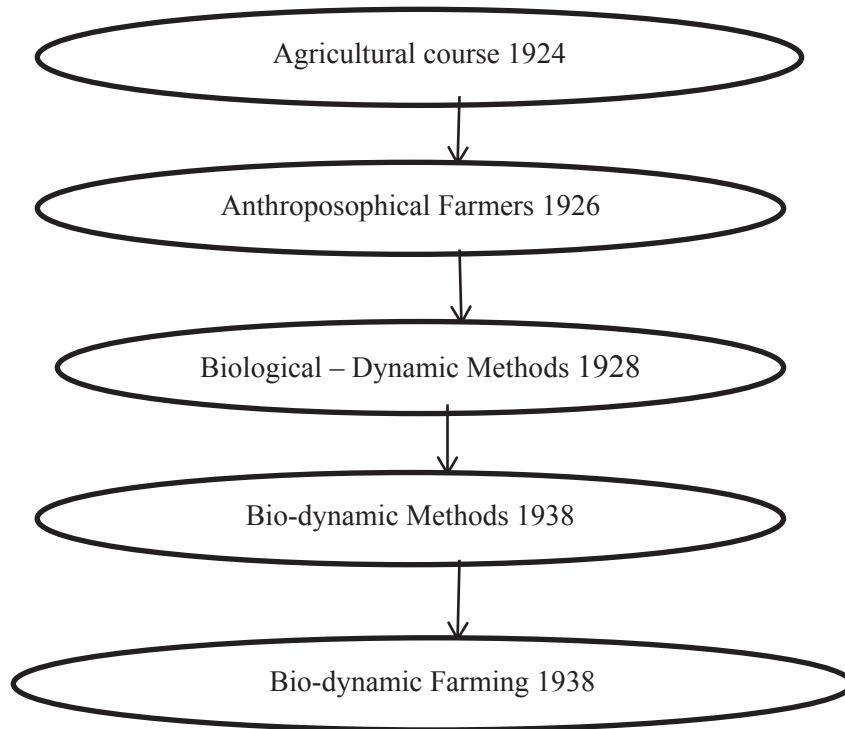 Agricultural course 1924
Anthroposophical Farmers 1926
Biological – Dynamic Methods 1928
Bio-dynamic Methods 1938
Bio-dynamic Farming 1938